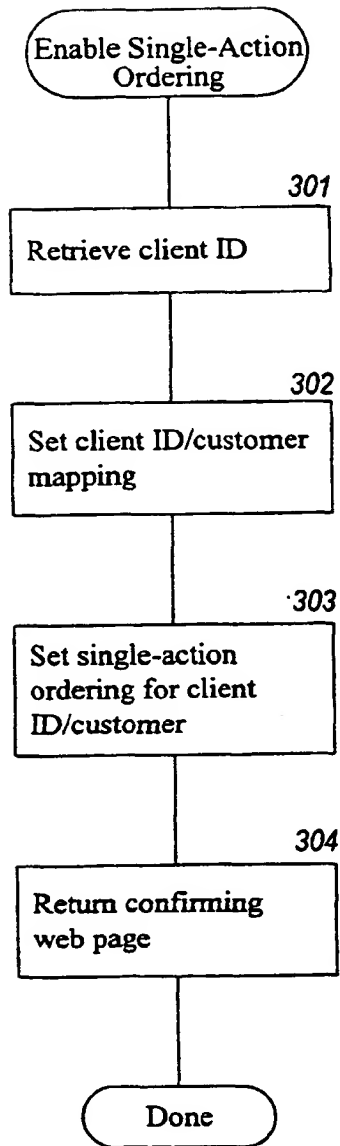 Enable Single-Action
Ordering
301
Retrieve client ID
302
Set client ID/customer
mapping
303
Set single-action
ordering for client
ID/customer
304
Return confirming
web page
Done